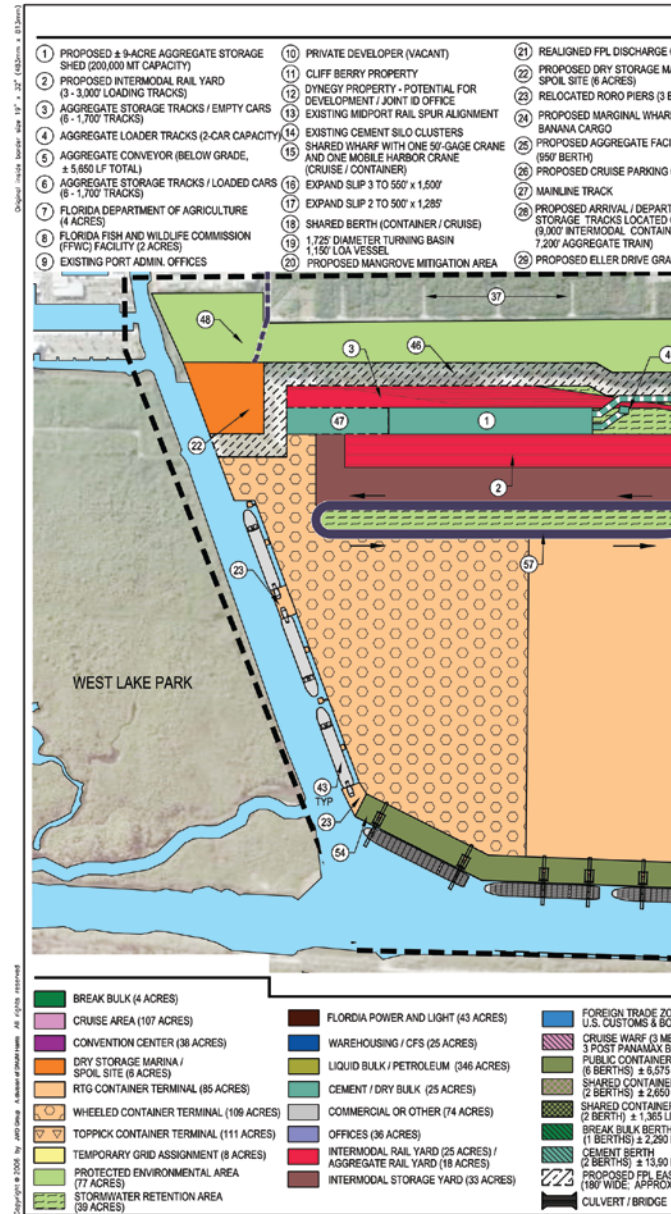 1 PROPOSED ± 9-ACRE AGGREGATE STORAGE
SHED (200,000 MT CAPACITY)
2 PROPOSED INTERMODAL RAIL YARD
(3 - 3,000' LOADING TRACKS)
3 AGGREGATE STORAGE TRACKS / EMPTY CARS
(6 - 1,700' TRACKS)
4 AGGREGATE LOADER TRACKS (2-CAR CAPACITY)
5 AGGREGATE CONVEYOR (BELOW GRADE,
± 5,650 LF TOTAL)
6 AGGREGATE STORAGE TRACKS / LOADED CARS
(6 - 1,700' TRACKS)
7 FLORIDA DEPARTMENT OF AGRICULTURE
(4 ACRES)
8 FLORIDA FISH AND WILDLIFE COMMISSION
(FFWC) FACILITY (2 ACRES)
9 EXISTING PORT ADMIN. OFFICES
10 PRIVATE DEVELOPER (VACANT)
11 CLIFF BERRY PROPERTY
12 DYNEGY PROPERTY - POTENTIAL FOR
DEVELOPMENT / JOINT ID OFFICE
13 EXISTING MIDPORT RAIL SPUR ALIGNMENT
14 EXISTING CEMENT SILO CLUSTERS
15 SHARED WHARF WITH ONE 50'-GAGE CRANE
AND ONE MOBILE HARBOR CRANE
(CRUISE / CONTAINER)
16 EXPAND SLIP 3 TO 550' x 1,500'
17 EXPAND SLIP 2 TO 500' x 1,285'
18 SHARED BERTH (CONTAINER / CRUISE)
19 1,725' DIAMETER TURNING BASIN
1,150' LOA VESSEL
20 PROPOSED MANGROVE MITIGATION AREA
21 REALIGNED FPL DISCHARGE
22 PROPOSED DRY STORAGE MA
SPOIL SITE (6 ACRES)
23 RELOCATED RORO PIERS (3 B
24 PROPOSED MARGINAL WHAR
BANANA CARGO
25 PROPOSED AGGREGATE FACI
(950' BERTH)
26 PROPOSED CRUISE PARKING
27 MAINLINE TRACK
28 PROPOSED ARRIVAL / DEPART
STORAGE TRACKS LOCATED
(9,000' INTERMODAL CONTAIN
7,200' AGGREGATE TRAIN)
29 PROPOSED ELLER DRIVE GRA
37
48
46
3
4
47
1
22
2
57
23
WEST LAKE PARK
43
TYP
23
54
BREAK BULK (4 ACRES)
CRUISE AREA (107 ACRES)
CONVENTION CENTER (38 ACRES)
DRY STORAGE MARINA /
SPOIL SITE (6 ACRES)
RTG CONTAINER TERMINAL (85 ACRES)
WHEELED CONTAINER TERMINAL (109 ACRES)
TOPPICK CONTAINER TERMINAL (111 ACRES)
TEMPORARY GRID ASSIGNMENT (8 ACRES)
PROTECTED ENVIRONMENTAL AREA
(77 ACRES)
STORMWATER RETENTION AREA
(39 ACRES)
FLORDIA POWER AND LIGHT (43 ACRES)
WAREHOUSING / CFS (25 ACRES)
LIQUID BULK / PETROLEUM (346 ACRES)
CEMENT / DRY BULK (25 ACRES)
COMMERCIAL OR OTHER (74 ACRES)
OFFICES (36 ACRES)
INTERMODAL RAIL YARD (25 ACRES) /
AGGREGATE RAIL YARD (18 ACRES)
INTERMODAL STORAGE YARD (33 ACRES)
FOREIGN TRADE ZO
U.S. CUSTOMS & BO
CRUISE WARF (3 ME
3 POST PANAMAX B
PUBLIC CONTAINER
(6 BERTHS) ± 6,575
SHARED CONTAINE
(2 BERTHS) ± 2,650
SHARED CONTAINE
(2 BERTH) ± 1,365 L
BREAK BULK BERTH
(1 BERTHS) ± 2,290
CEMENT BERTH
(2 BERTHS) ± 13,90
PROPOSED FPL EAS
(180' WIDE; APPROX
CULVERT / BRIDGE